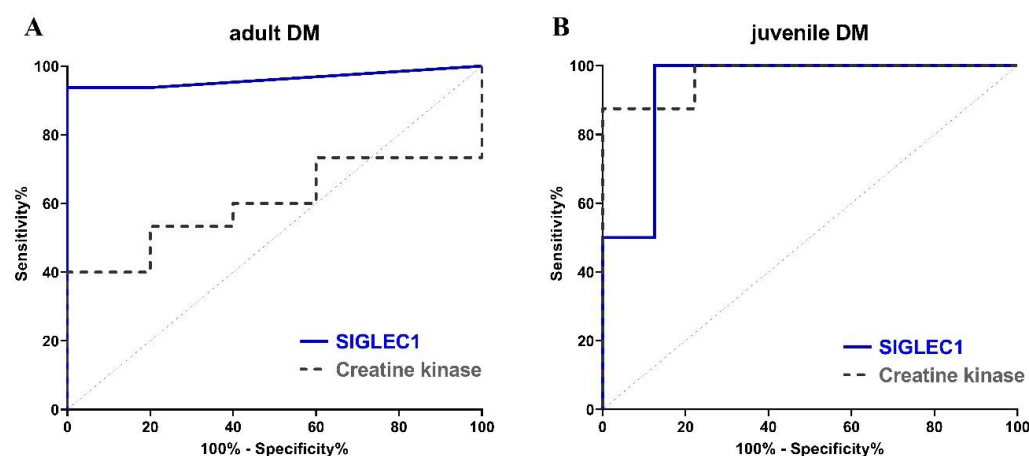 A
adult DM
Sensitivity%
100
80
60
40
20
0
SIGLEC1
Creatine kinase
0 20 40 60 80 100
100% - Specificity%
B
juvenile DM
Sensitivity%
100
80
60
40
20
0
SIGLEC1
Creatine kinase
0 20 40 60 80 100
100% - Specificity%